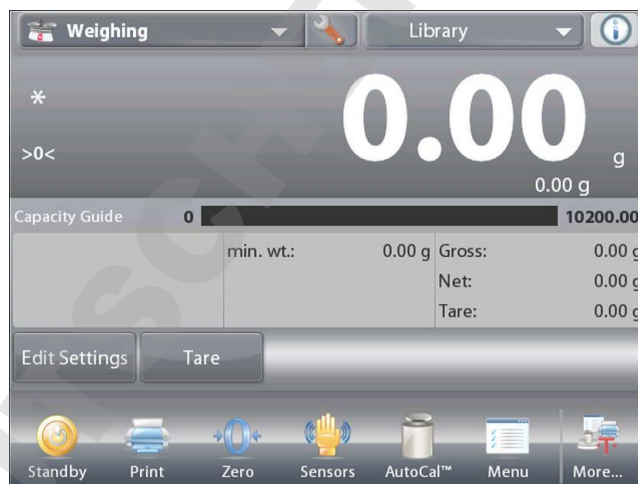 Weighing Library
*
>0<
0.00 g
0.00 g
Capacity Guide 0 10200.00
min. wt.: 0.00 g Gross: 0.00 g
Net: 0.00 g
Tare: 0.00 g
Edit Settings Tare
Standby Print Zero Sensors AutoCal™ Menu More...